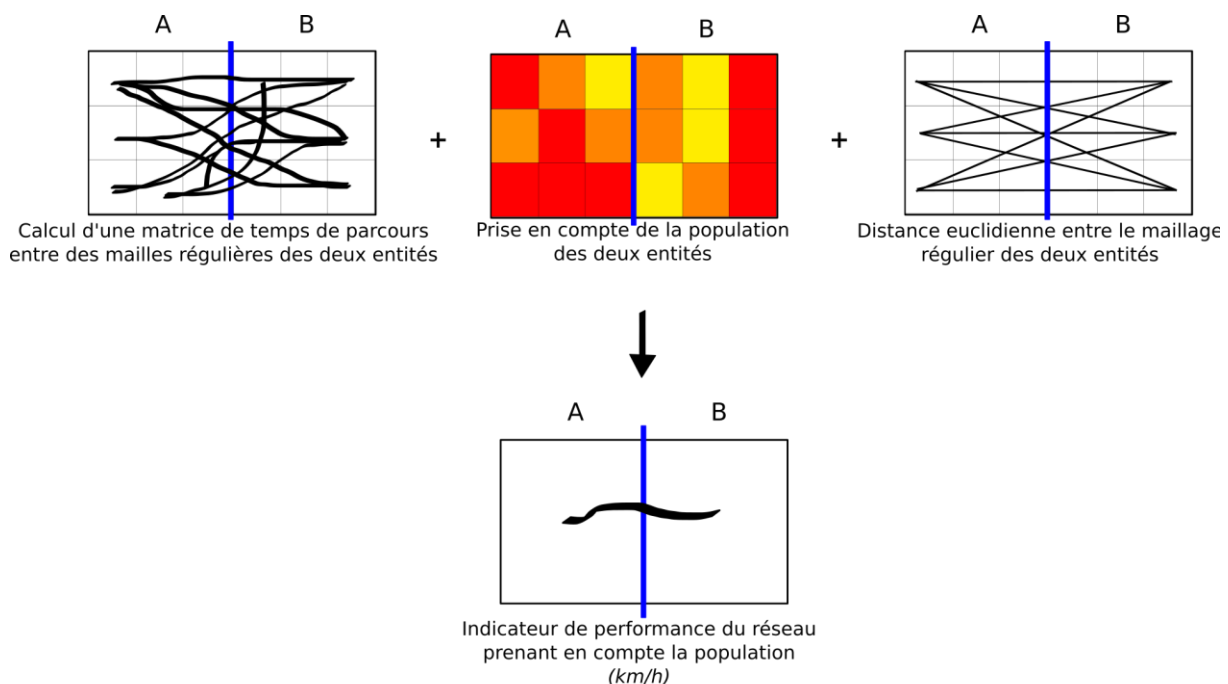 A B
Calcul d'une matrice de temps de parcours
entre des mailles régulières des deux entités
+
A B
Prise en compte de la population
des deux entités
+
A B
Distance euclidienne entre le maillage
régulier des deux entités
A B
Indicateur de performance du réseau
prenant en compte la population
(km/h)